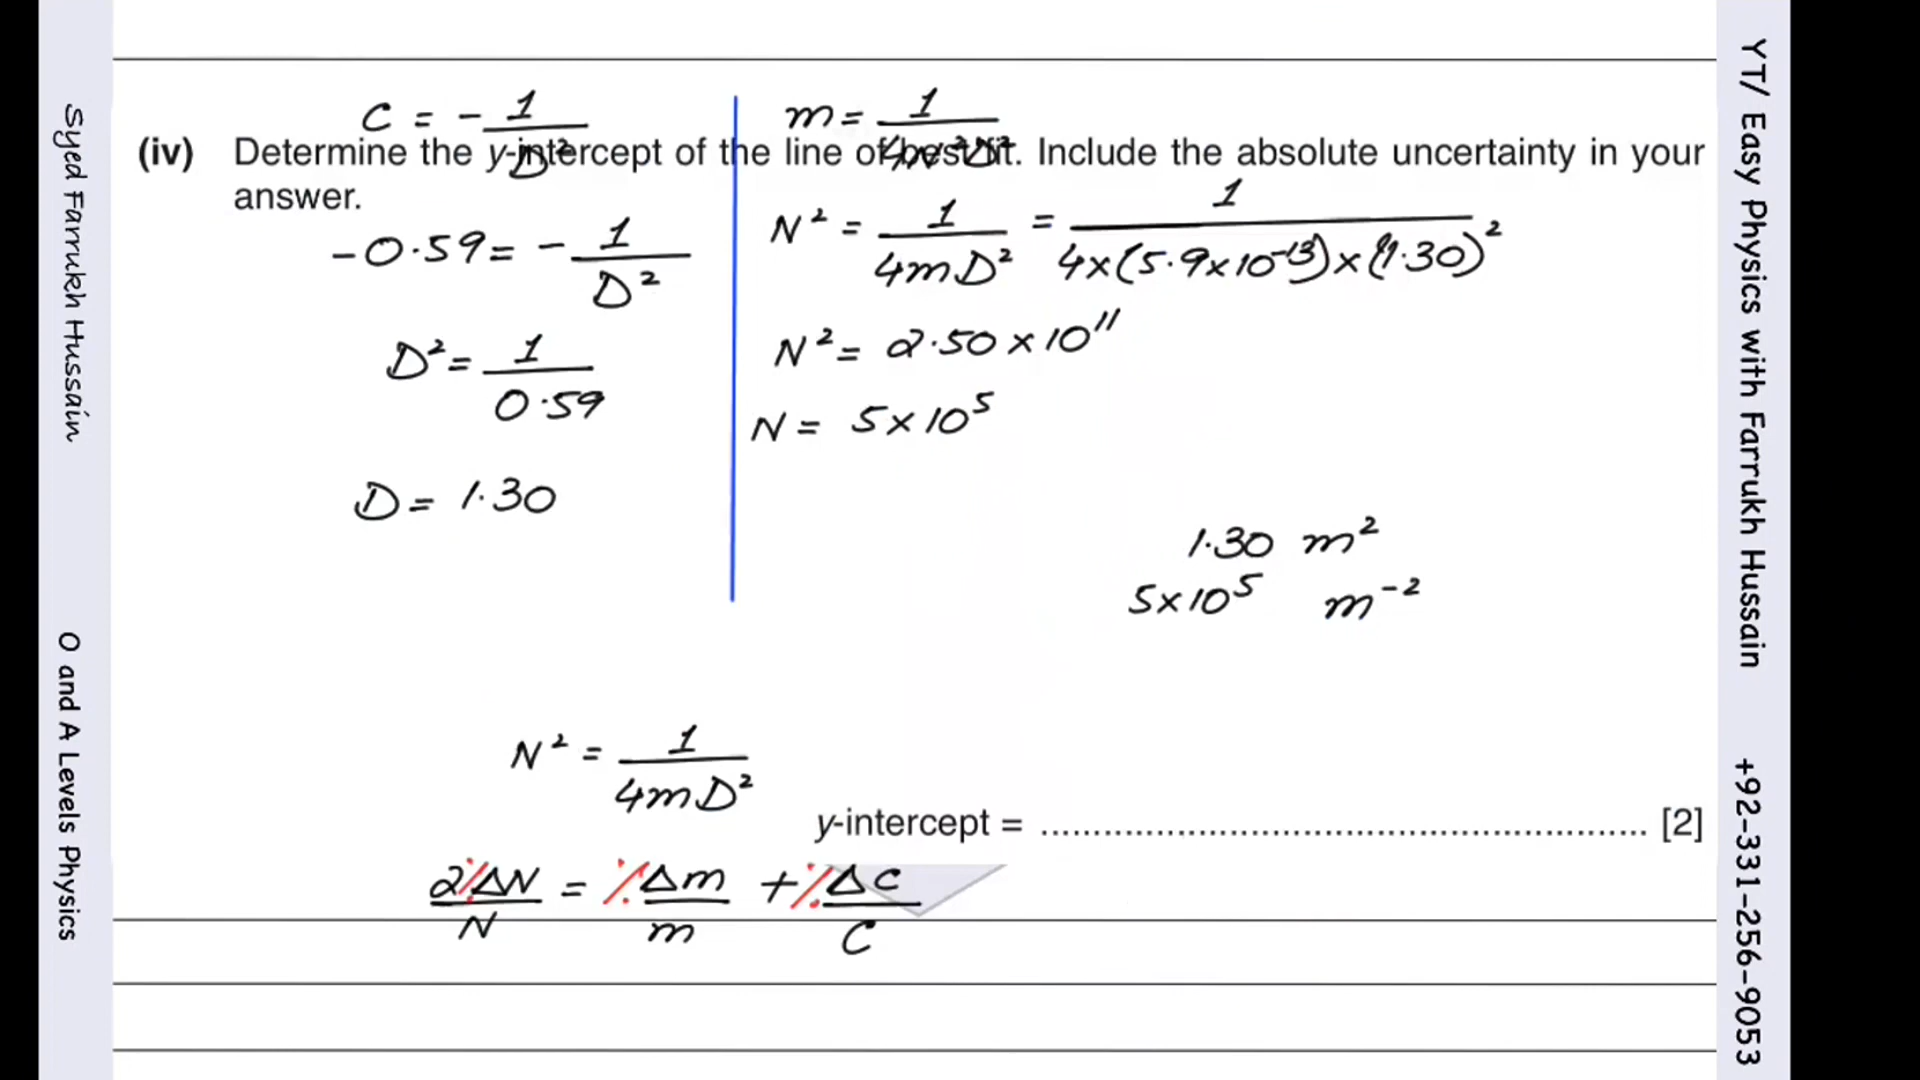 C = - 1/D²
m = 1/4N²D²
(iv) Determine the y-intercept of the line of best fit. Include the absolute uncertainty in your
answer.
-0.59 = - 1/D²
D² = 1/0.59
D = 1.30
N² = 1/4mD² = 1/4×(5.9×10⁻¹³)×(1.30)²
N² = 2.50 × 10¹¹
N = 5×10⁵
1.30 m²
5×10⁵ m⁻²
N² = 1/4mD²
y-intercept = ............................................................ [2]
2%ΔN/N = %Δm/m + %Δc/C
Syed Farrukh Hussain
O and A Levels Physics
YT/ Easy Physics with Farrukh Hussain
+92-331-256-9053